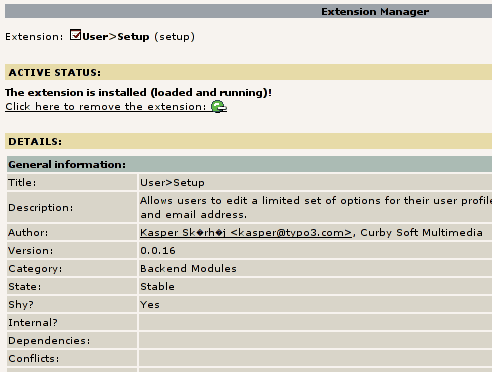 Extension Manager
Extension: User>Setup (setup)
ACTIVE STATUS:
The extension is installed (loaded and running)!
Click here to remove the extension:
DETAILS:
General information:
Title: User>Setup
Description: Allows users to edit a limited set of options for their user profile
and email address.
Author: Kasper Sk�rh�j <kasper@typo3.com>, Curby Soft Multimedia
Version: 0.0.16
Category: Backend Modules
State: Stable
Shy? Yes
Internal?
Dependencies:
Conflicts: